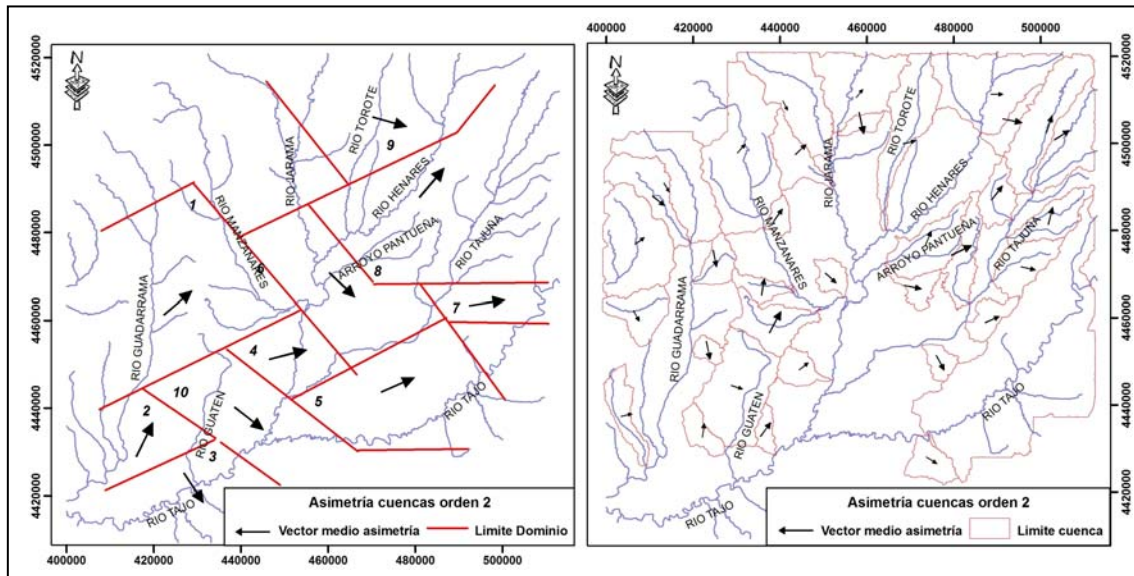 N
4520000
4500000
4480000
4460000
4440000
4420000
400000
420000
440000
460000
480000
500000
RIO TOROTE
RIO JARAMA
RIO HENARES
RIO MANZANARES
ARROYO PANTUEÑA
RIO TAJUÑA
RIO GUADARRAMA
RIO GUATEN
RIO TAJO
RIO TAJO
1
2
3
4
5
6
7
8
9
10
Asimetría cuencas orden 2
Vector medio asimetría
Limite Dominio
400000
420000
440000
460000
480000
500000
N
RIO TOROTE
RIO JARAMA
RIO HENARES
RIO MANZANARES
ARROYO PANTUEÑA
RIO TAJUÑA
RIO GUADARRAMA
RIO GUATEN
RIO TAJO
RIO TAJO
4520000
4500000
4480000
4460000
4440000
4420000
Asimetría cuencas orden 2
Vector medio asimetría
Limite cuenca